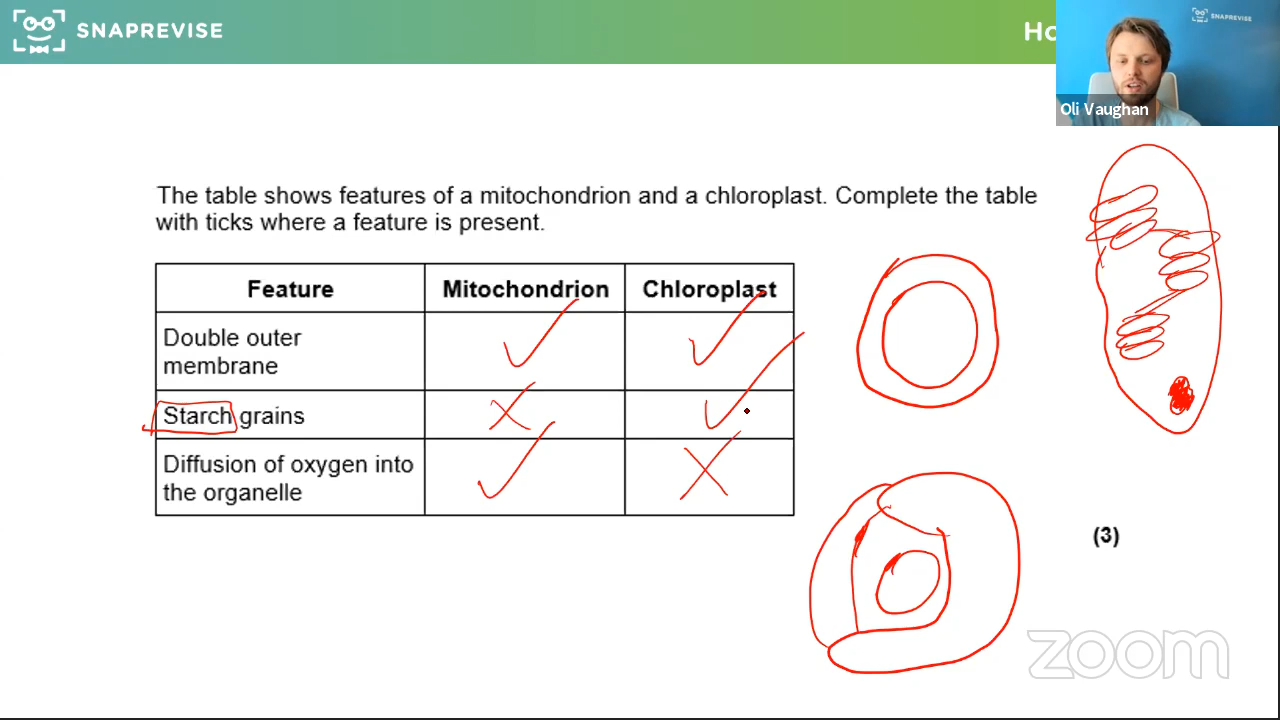 SNAPREVISE
Ho
SNAPREVISE
Oli Vaughan
The table shows features of a mitochondrion and a chloroplast. Complete the table
with ticks where a feature is present.
Feature Mitochondrion Chloroplast
Double outer
membrane
Starch grains
Diffusion of oxygen into
the organelle
(3)
zoom